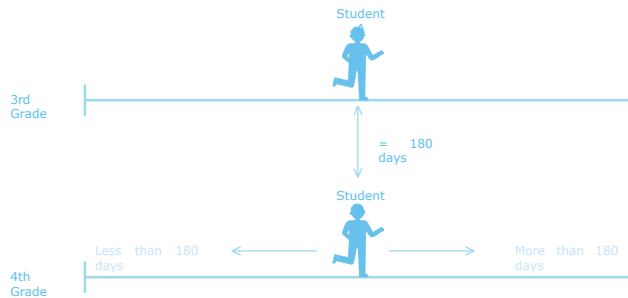 Student
3rd
Grade
= 180
days
Student
Less than 180
days
More than 180
days
4th
Grade